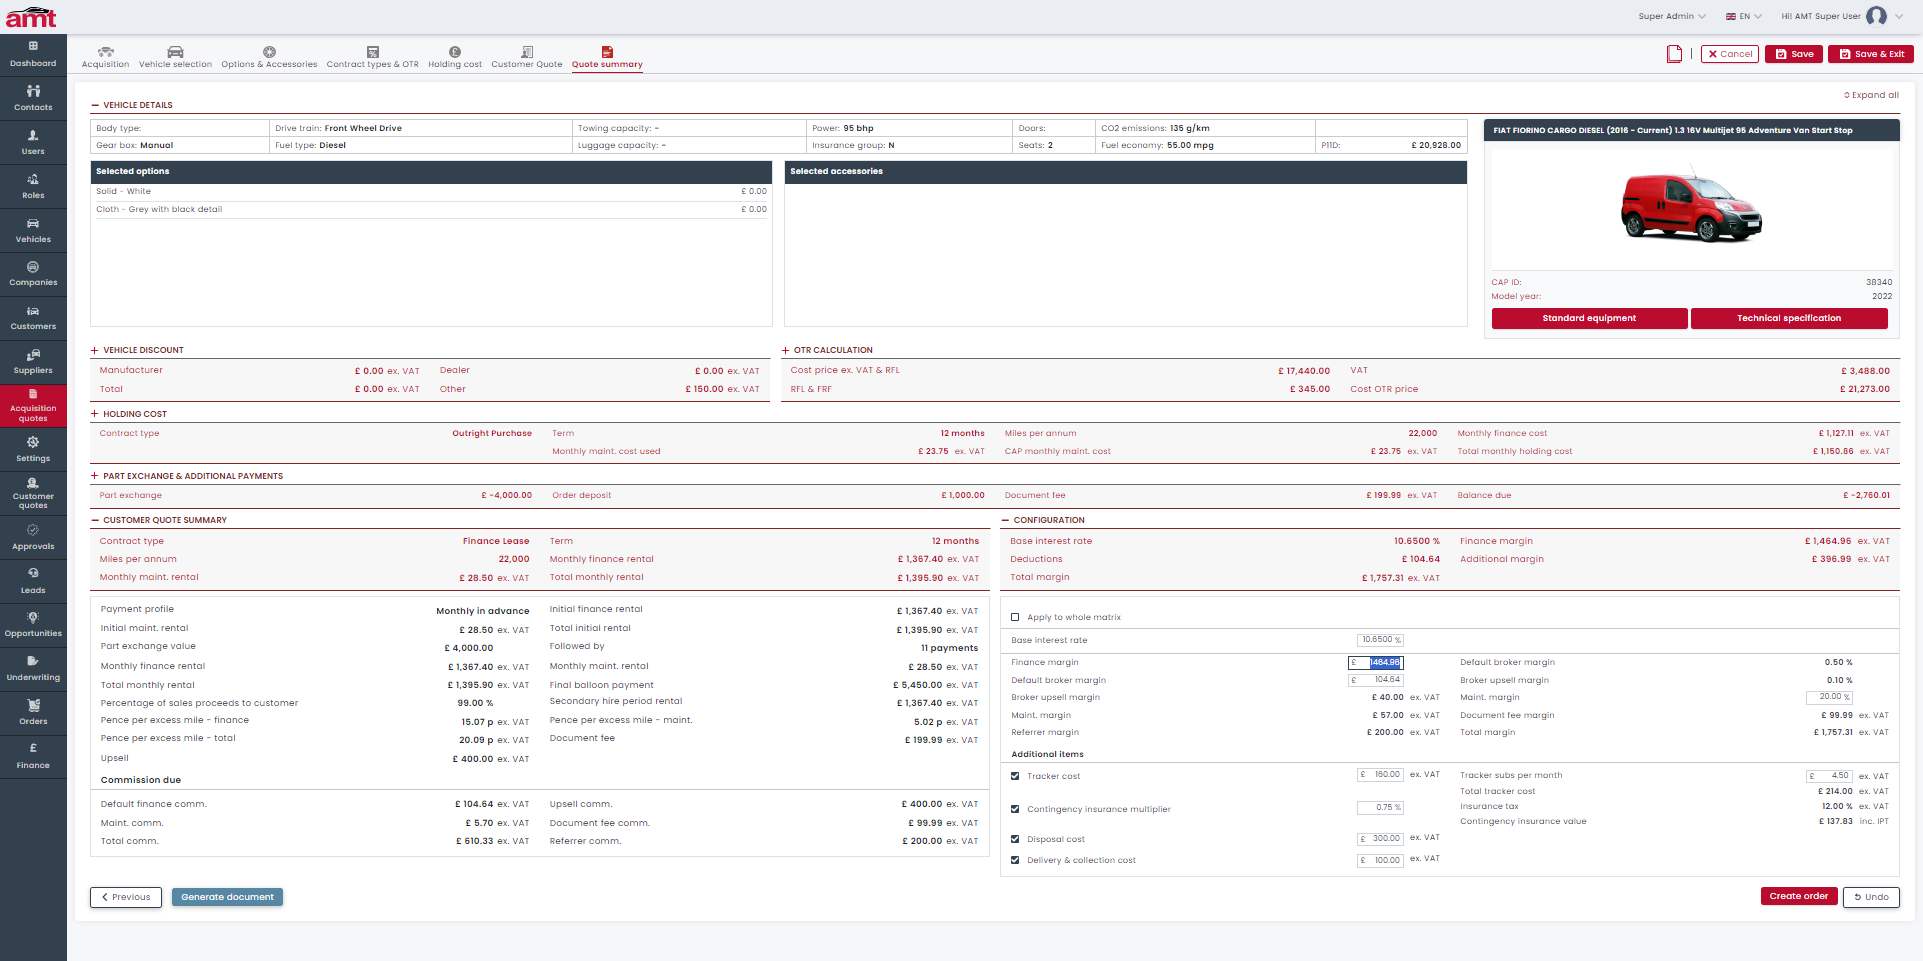 amt
Super Admin
EN
Hi! AMT Super User
Dashboard
Contacts
Users
Roles
Vehicles
Companies
Customers
Suppliers
Acquisition
quotes
Settings
Customer
quotes
Approvals
Leads
Opportunities
Underwriting
Orders
Finance
Acquisition
Vehicle selection
Options & Accessories
Contract types & OTR
Holding cost
Customer Quote
Quote summary
Cancel
Save
Save & Exit
Expand all
VEHICLE DETAILS
Body type:
Drive train: Front Wheel Drive
Towing capacity: -
Power: 95 bhp
Doors:
CO2 emissions: 135 g/km
Gear box: Manual
Fuel type: Diesel
Luggage capacity: -
Insurance group: N
Seats: 2
Fuel economy: 55.00 mpg
P11D: £ 20,928.00
Selected options
Solid - White £ 0.00
Cloth - Grey with black detail £ 0.00
Selected accessories
FIAT FIORINO CARGO DIESEL (2016 - Current) 1.3 16V Multijet 95 Adventure Van Start Stop
CAP ID: 38340
Model year: 2022
Standard equipment
Technical specification
VEHICLE DISCOUNT
Manufacturer £ 0.00 ex. VAT Dealer £ 0.00 ex. VAT
Total £ 0.00 ex. VAT Other £ 150.00 ex. VAT
OTR CALCULATION
Cost price ex. VAT & RFL £ 17,440.00 VAT £ 3,488.00
RFL & FRF £ 345.00 Cost OTR price £ 21,273.00
HOLDING COST
Contract type Outright Purchase Term 12 months Miles per annum 22,000 Monthly finance cost £ 1,127.11 ex. VAT
Monthly maint. cost used £ 23.75 ex. VAT CAP monthly maint. cost £ 23.75 ex. VAT Total monthly holding cost £ 1,150.86 ex. VAT
PART EXCHANGE & ADDITIONAL PAYMENTS
Part exchange £ -4,000.00 Order deposit £ 1,000.00 Document fee £ 199.99 ex. VAT Balance due £ -2,760.01
CUSTOMER QUOTE SUMMARY
Contract type Finance Lease Term 12 months
Miles per annum 22,000 Monthly finance rental £ 1,367.40 ex. VAT
Monthly maint. rental £ 28.50 ex. VAT Total monthly rental £ 1,395.90 ex. VAT
Payment profile Monthly in advance Initial finance rental £ 1,367.40 ex. VAT
Initial maint. rental £ 28.50 ex. VAT Total initial rental £ 1,395.90 ex. VAT
Part exchange value £ 4,000.00 Followed by 11 payments
Monthly finance rental £ 1,367.40 ex. VAT Monthly maint. rental £ 28.50 ex. VAT
Total monthly rental £ 1,395.90 ex. VAT Final balloon payment £ 5,450.00 ex. VAT
Percentage of sales proceeds to customer 99.00 % Secondary hire period rental £ 1,367.40 ex. VAT
Pence per excess mile - finance 15.07 p ex. VAT Pence per excess mile - maint. 5.02 p ex. VAT
Pence per excess mile - total 20.09 p ex. VAT Document fee £ 199.99 ex. VAT
Upsell £ 400.00 ex. VAT
Commission due
Default finance comm. £ 104.64 ex. VAT Upsell comm. £ 400.00 ex. VAT
Maint. comm. £ 5.70 ex. VAT Document fee comm. £ 99.99 ex. VAT
Total comm. £ 610.33 ex. VAT Referrer comm. £ 200.00 ex. VAT
CONFIGURATION
Base interest rate 10.6500 % Finance margin £ 1,464.96 ex. VAT
Deductions £ 104.64 Additional margin £ 396.99 ex. VAT
Total margin £ 1,757.31 ex. VAT
Apply to whole matrix
Base interest rate 10.6500 %
Finance margin £ 1464.96 Default broker margin 0.50 %
Default broker margin £ 104.64 Broker upsell margin 0.10 %
Broker upsell margin £ 40.00 ex. VAT Maint. margin 20.00 %
Maint. margin £ 57.00 ex. VAT Document fee margin £ 99.99 ex. VAT
Referrer margin £ 200.00 ex. VAT Total margin £ 1,757.31 ex. VAT
Additional items
Tracker cost £ 160.00 ex. VAT Tracker subs per month £ 4.50 ex. VAT
Total tracker cost £ 214.00 ex. VAT
Contingency insurance multiplier 0.75 % Insurance tax 12.00 % ex. VAT
Contingency insurance value £ 137.83 inc. IPT
Disposal cost £ 300.00 ex. VAT
Delivery & collection cost £ 100.00 ex. VAT
Previous
Generate document
Create order
Undo